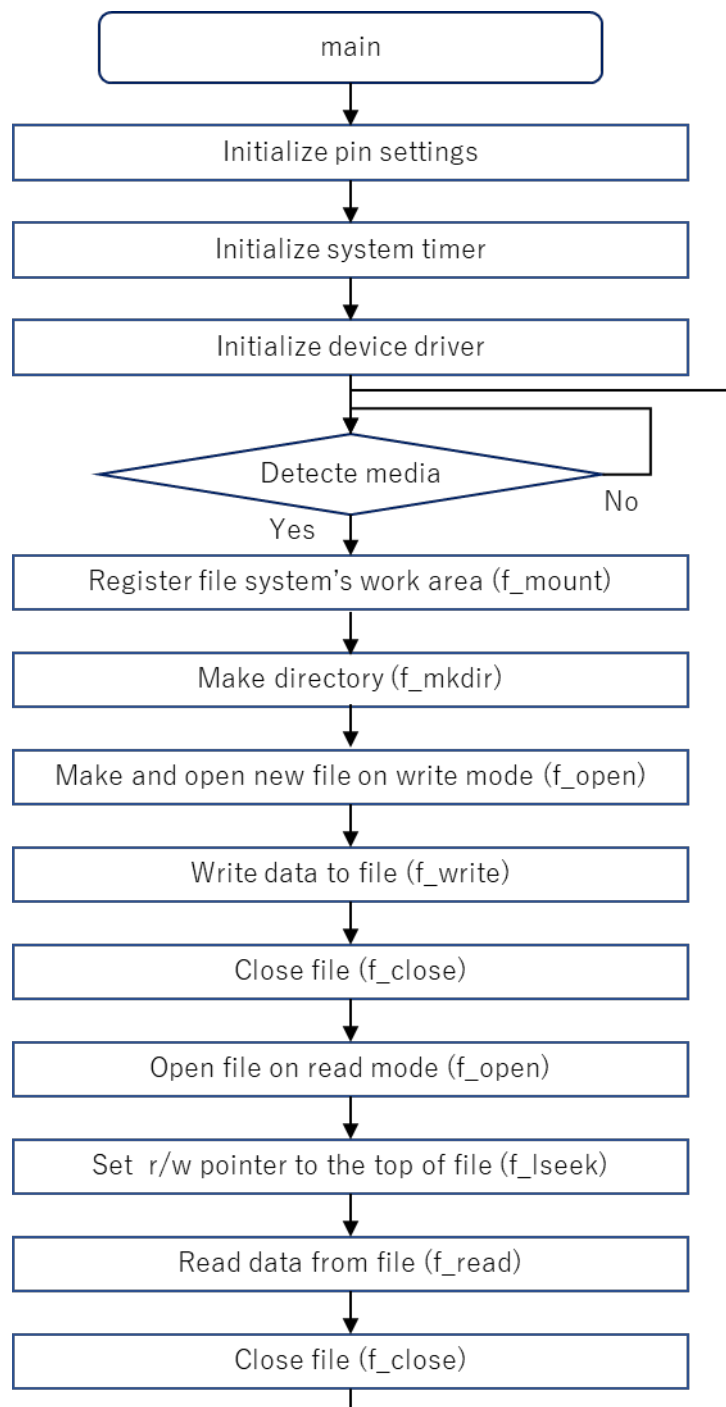 main
Initialize pin settings
Initialize system timer
Initialize device driver
Detecte media
No
Yes
Register file system’s work area (f_mount)
Make directory (f_mkdir)
Make and open new file on write mode (f_open)
Write data to file (f_write)
Close file (f_close)
Open file on read mode (f_open)
Set  r/w pointer to the top of file (f_lseek)
Read data from file (f_read)
Close file (f_close)